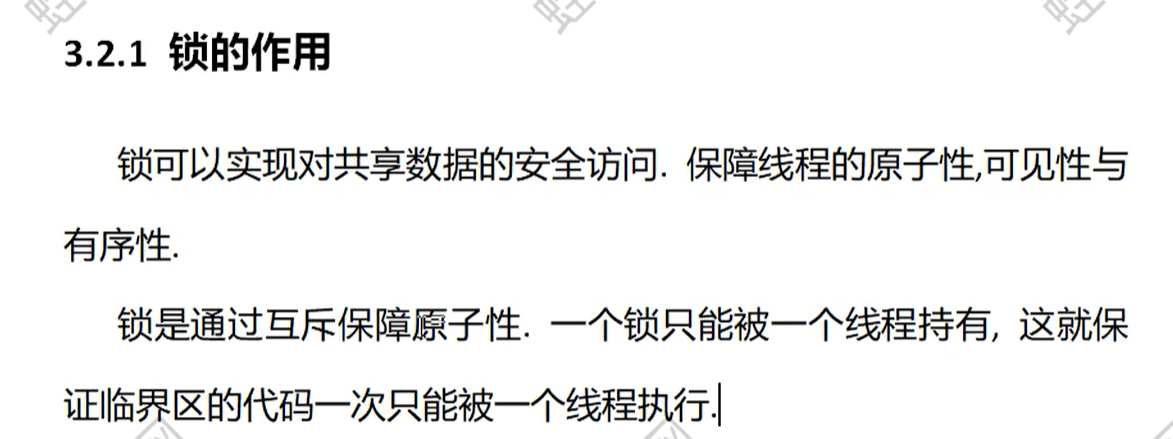 3.2.1 锁的作用
锁可以实现对共享数据的安全访问. 保障线程的原子性,可见性与
有序性.
锁是通过互斥保障原子性. 一个锁只能被一个线程持有, 这就保
证临界区的代码一次只能被一个线程执行.